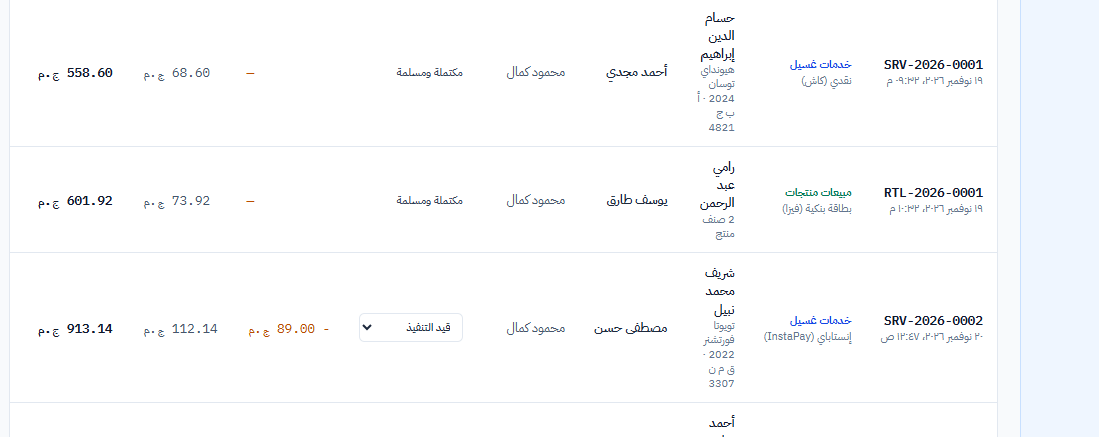 SRV-2026-0001
١٩ نوفمبر ٢٠٢٦، ٠٩:٣٢ م
خدمات غسيل
نقدي (كاش)
حسام
الدين
إبراهيم
هيونداي
توسان
2024 · أ
ب ج
4821
أحمد مجدي
محمود كمال
مكتملة ومسلمة
—
68.60 ج.م
558.60 ج.م
RTL-2026-0001
١٩ نوفمبر ٢٠٢٦، ١٠:٣٢ م
مبيعات منتجات
بطاقة بنكية (فيزا)
رامي
عبد
الرحمن
2 صنف
منتج
يوسف طارق
محمود كمال
مكتملة ومسلمة
—
73.92 ج.م
601.92 ج.م
SRV-2026-0002
٢٠ نوفمبر ٢٠٢٦، ١٢:٤٧ ص
خدمات غسيل
إنستاباي (InstaPay)
شريف
محمد
نبيل
تويوتا
فورتشنر
2022 ·
ق م ن
3307
مصطفى حسن
محمود كمال
قيد التنفيذ
- 89.00 ج.م
112.14 ج.م
913.14 ج.م
أحمد